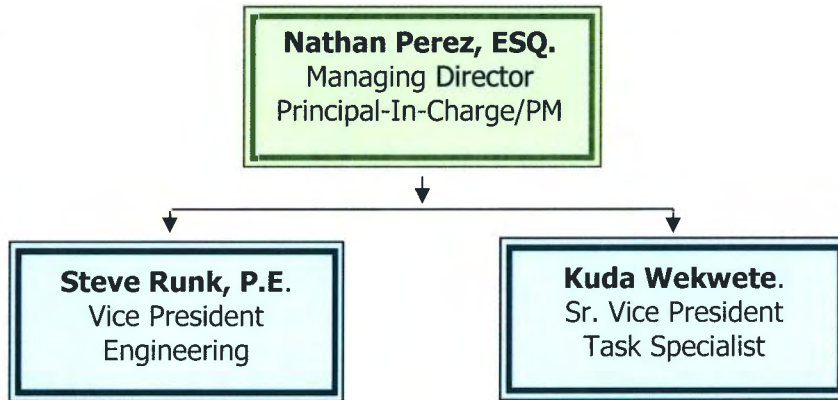 Nathan Perez, ESQ.
Managing Director
Principal-In-Charge/PM
Steve Runk, P.E.
Vice President
Engineering
Kuda Wekwete.
Sr. Vice President
Task Specialist